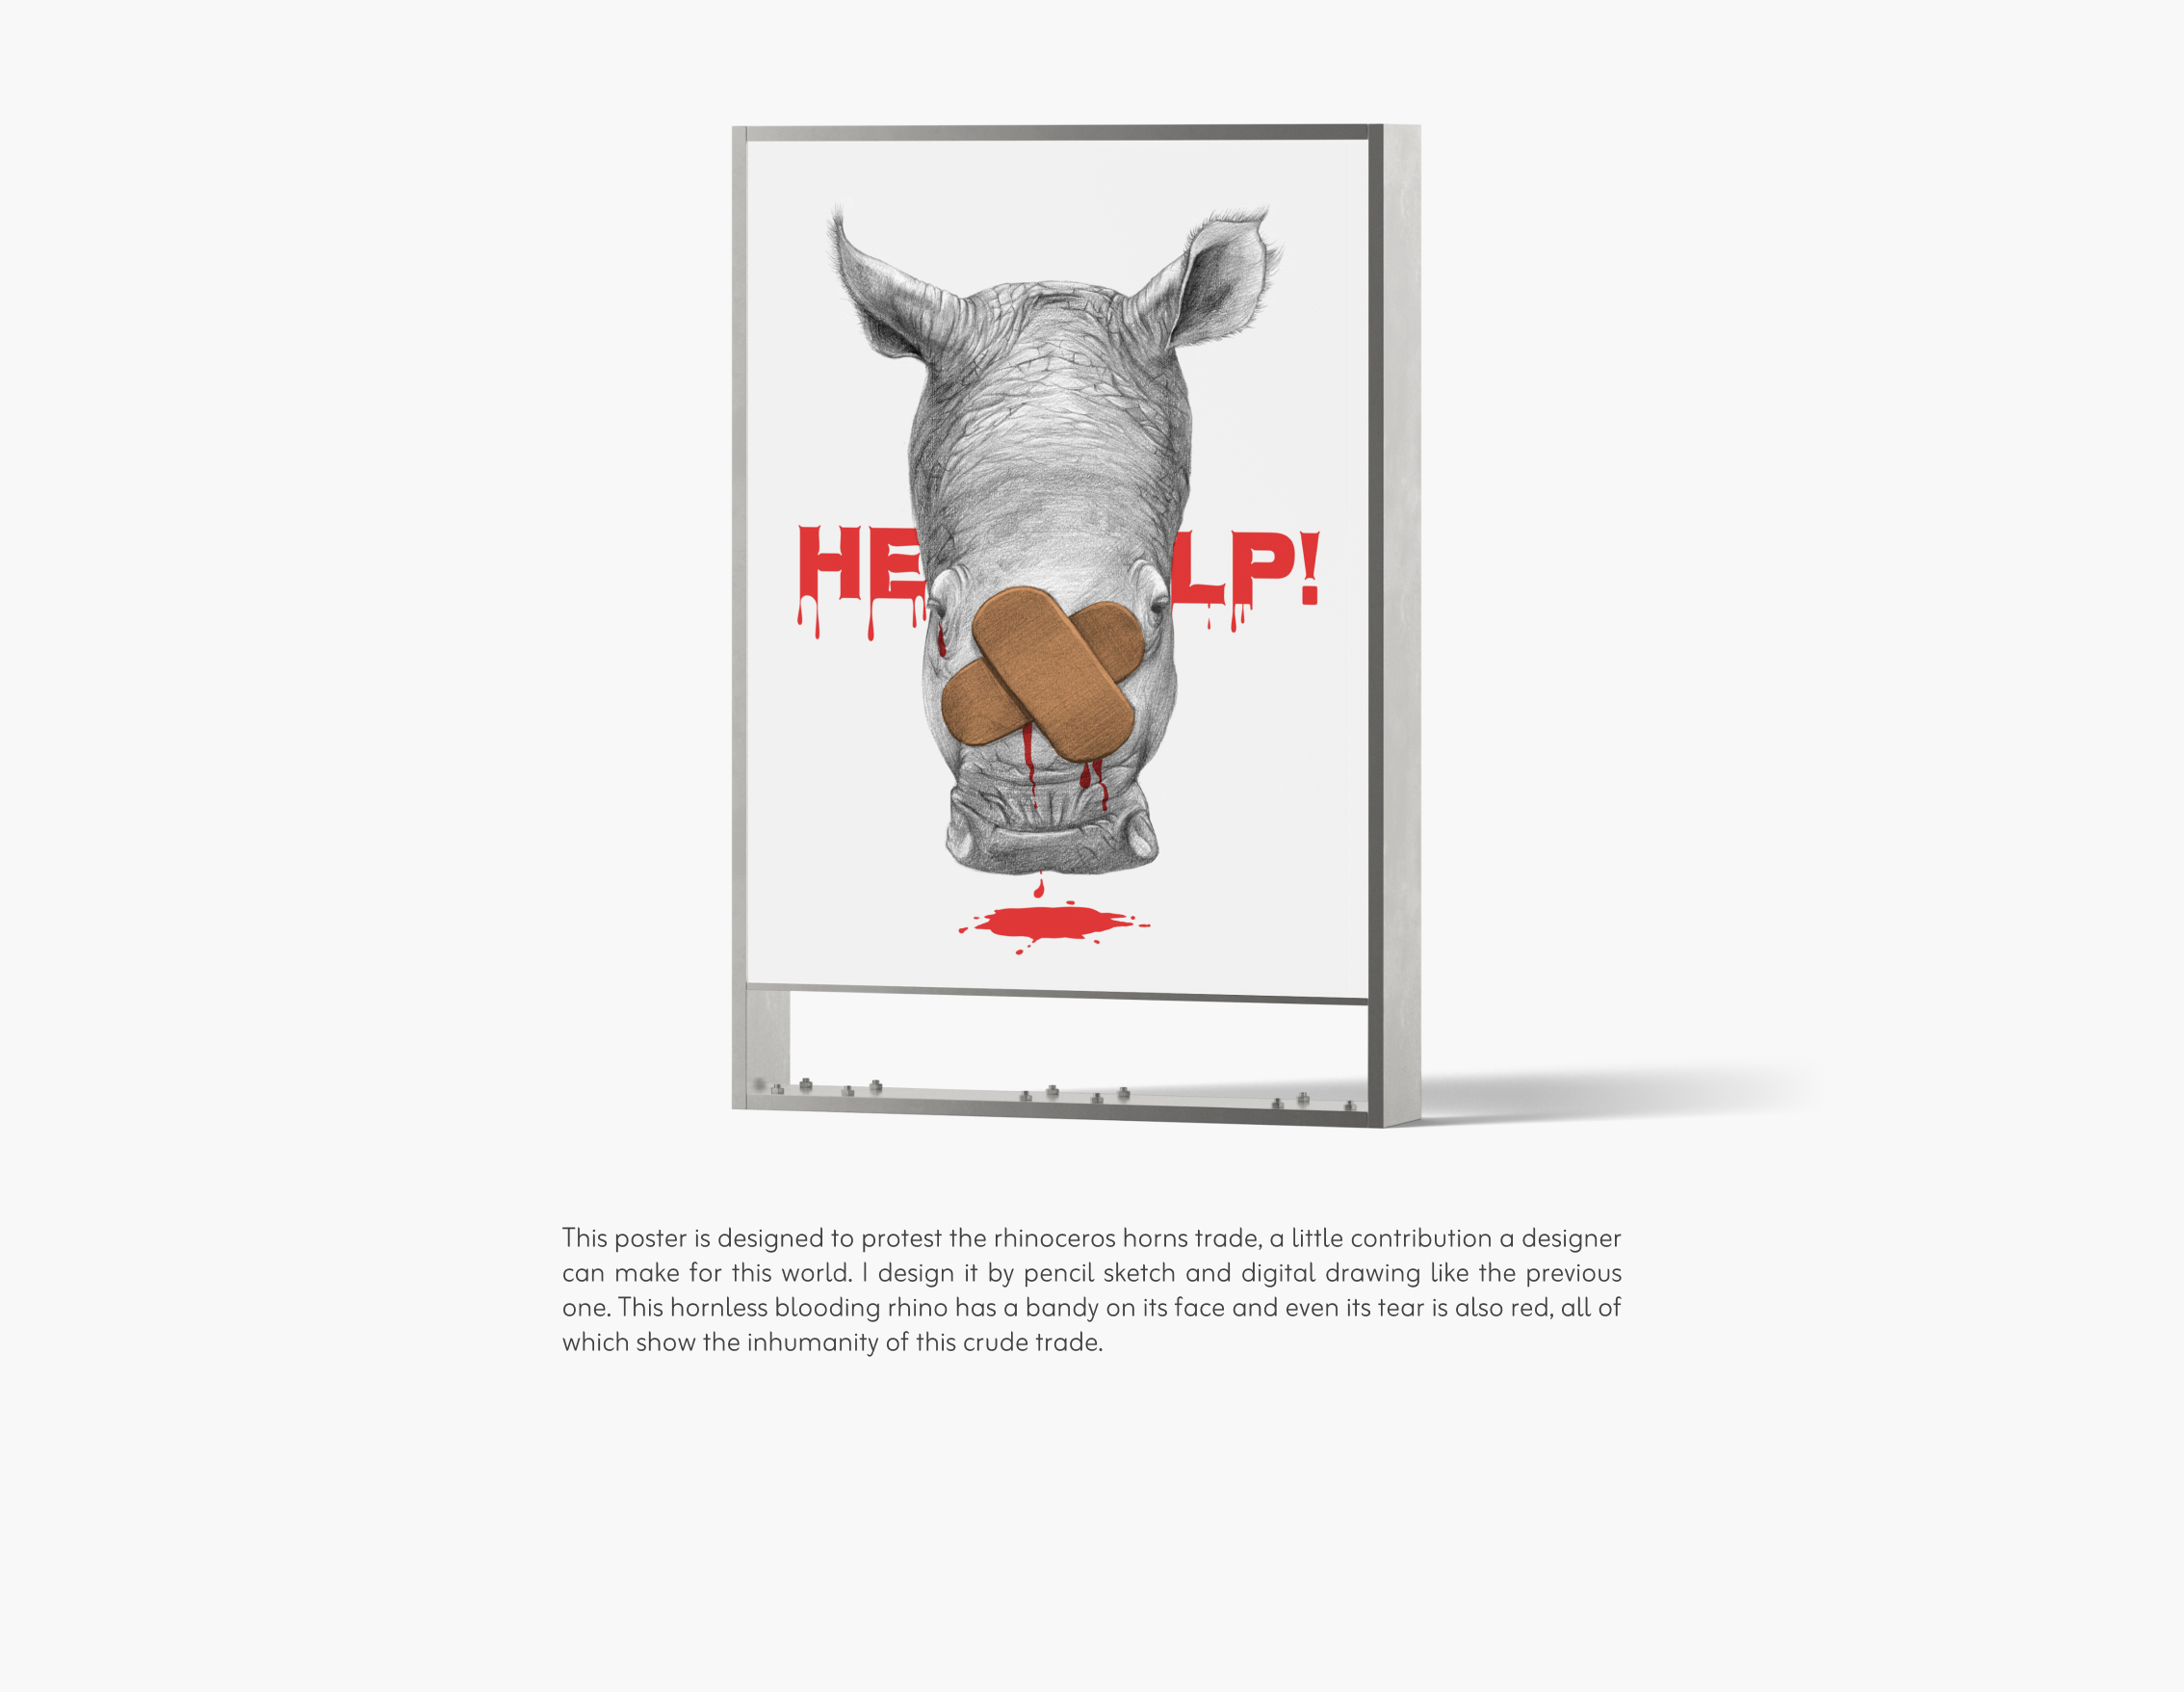 HELP!
This poster is designed to protest the rhinoceros horns trade, a little contribution a designer
can make for this world. I design it by pencil sketch and digital drawing like the previous
one. This hornless blooding rhino has a bandy on its face and even its tear is also red, all of
which show the inhumanity of this crude trade.